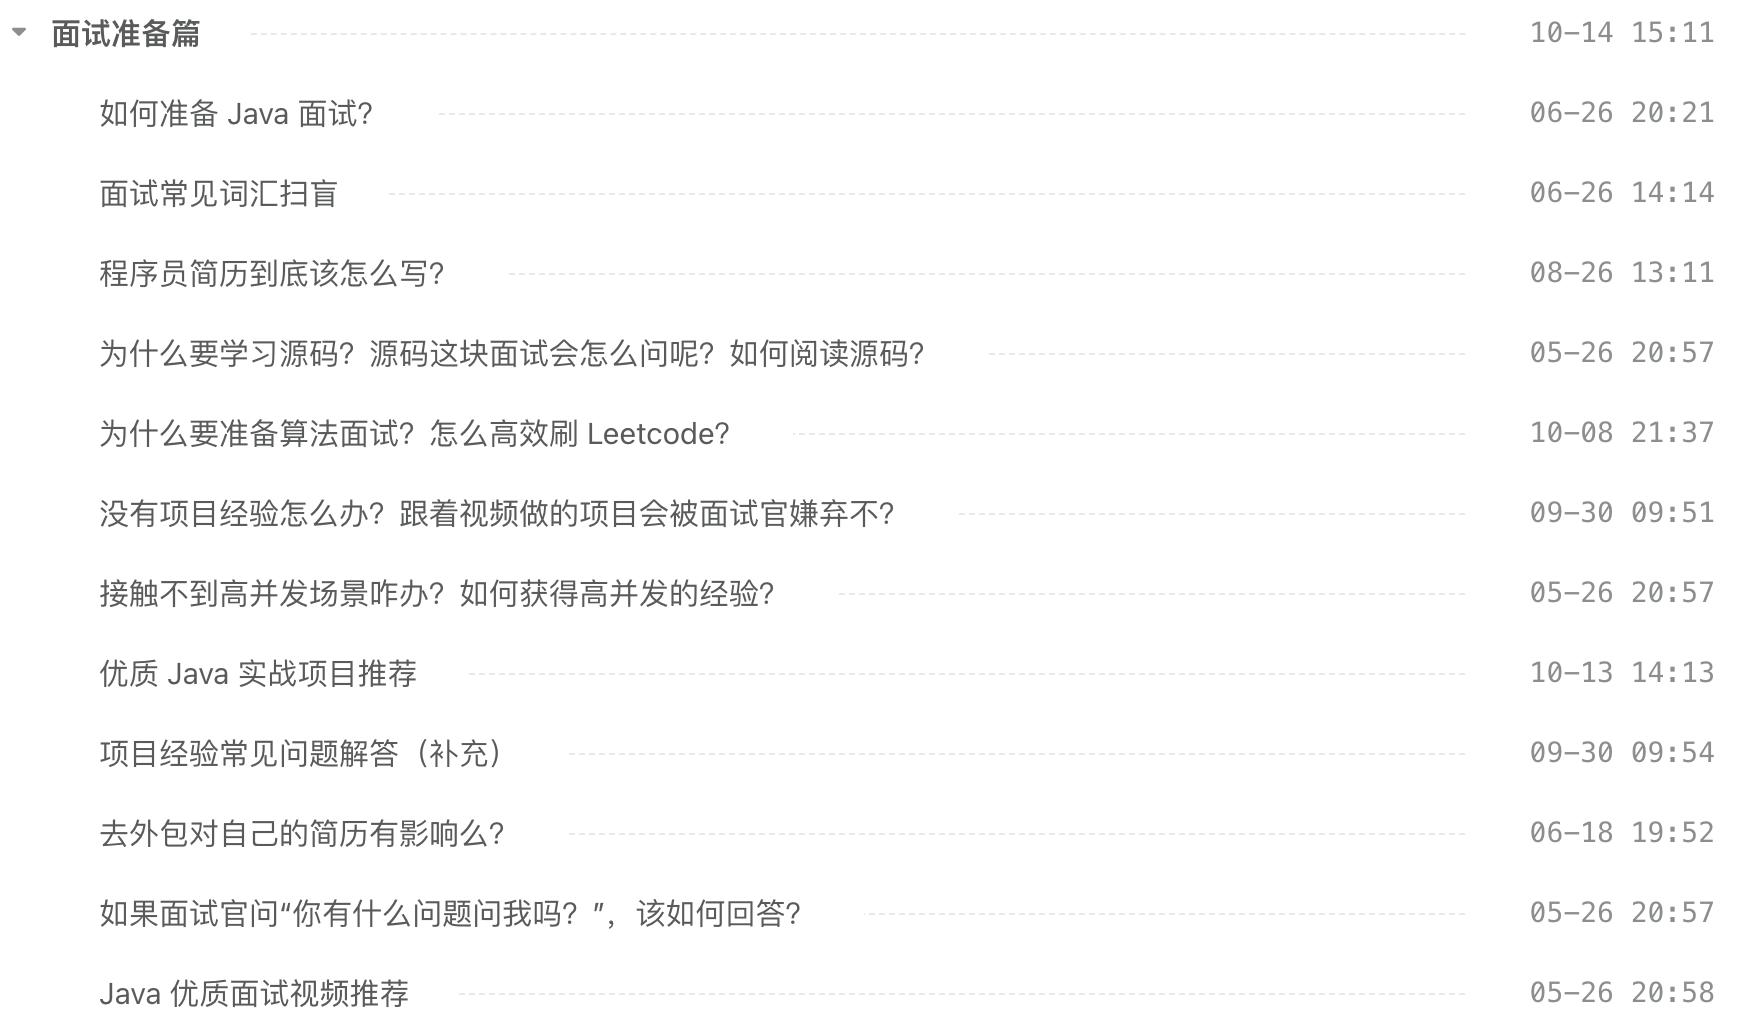 面试准备篇 10-14 15:11
如何准备 Java 面试？ 06-26 20:21
面试常见词汇扫盲 06-26 14:14
程序员简历到底该怎么写？ 08-26 13:11
为什么要学习源码？源码这块面试会怎么问呢？如何阅读源码？ 05-26 20:57
为什么要准备算法面试？怎么高效刷 Leetcode？ 10-08 21:37
没有项目经验怎么办？跟着视频做的项目会被面试官嫌弃不？ 09-30 09:51
接触不到高并发场景咋办？如何获得高并发的经验？ 05-26 20:57
优质 Java 实战项目推荐 10-13 14:13
项目经验常见问题解答（补充） 09-30 09:54
去外包对自己的简历有影响么？ 06-18 19:52
如果面试官问“你有什么问题问我吗？”，该如何回答？ 05-26 20:57
Java 优质面试视频推荐 05-26 20:58